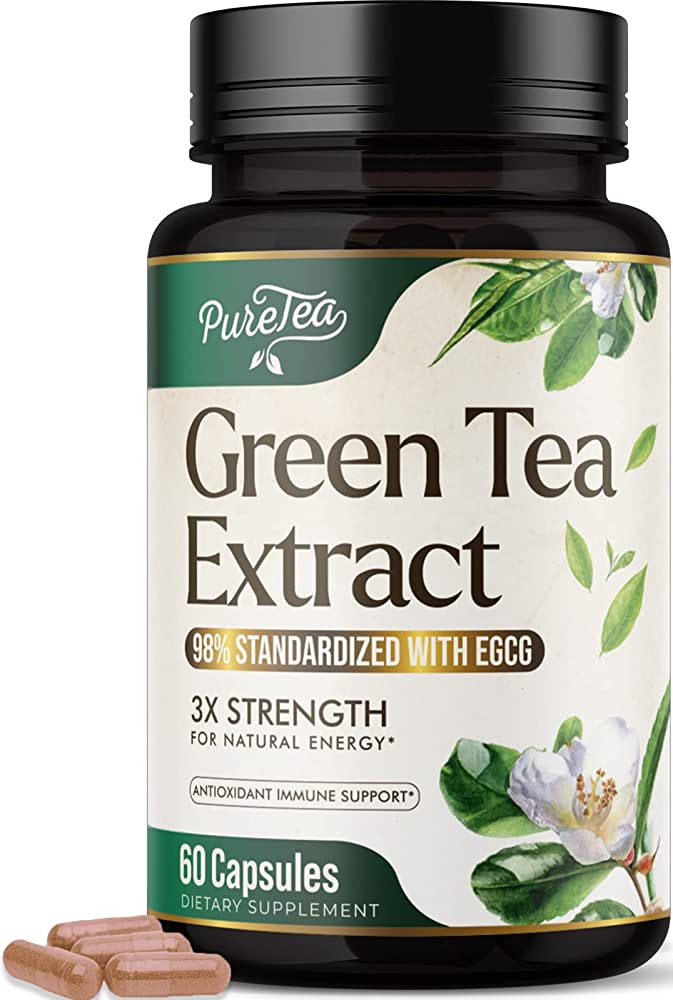 PureTea
Green Tea
Extract
98% STANDARDIZED WITH EGCG
3X STRENGTH
FOR NATURAL ENERGY*
ANTIOXIDANT IMMUNE SUPPORT*
60 Capsules
DIETARY SUPPLEMENT